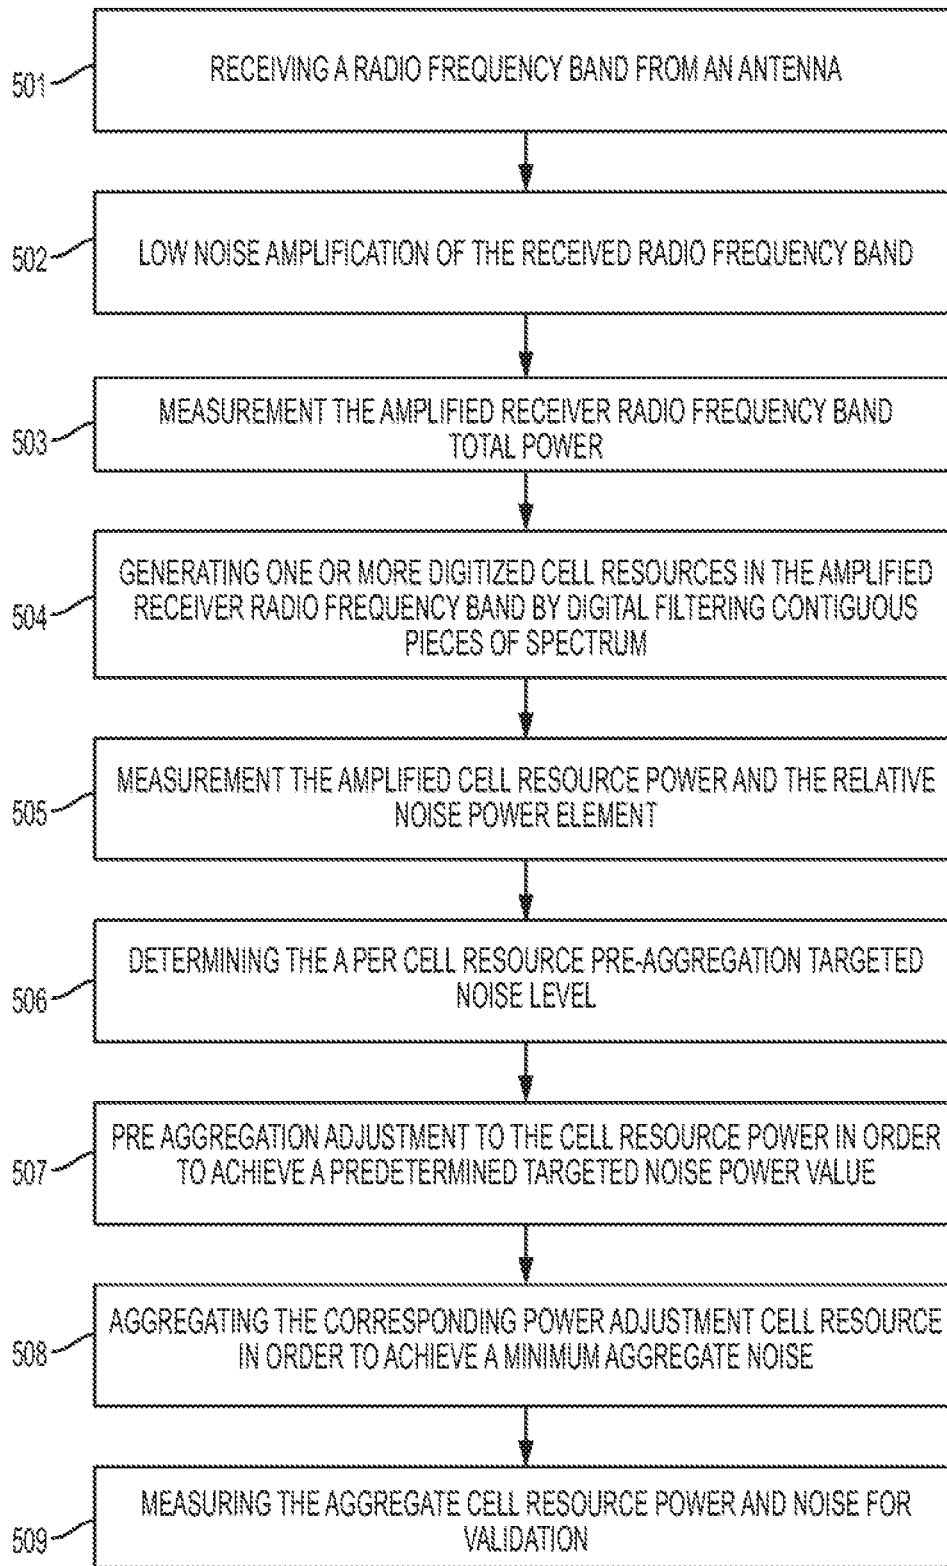 501
RECEIVING A RADIO FREQUENCY BAND FROM AN ANTENNA
502
LOW NOISE AMPLIFICATION OF THE RECEIVED RADIO FREQUENCY BAND
503
MEASUREMENT THE AMPLIFIED RECEIVER RADIO FREQUENCY BAND
TOTAL POWER
504
GENERATING ONE OR MORE DIGITIZED CELL RESOURCES IN THE AMPLIFIED
RECEIVER RADIO FREQUENCY BAND BY DIGITAL FILTERING CONTIGUOUS
PIECES OF SPECTRUM
505
MEASUREMENT THE AMPLIFIED CELL RESOURCE POWER AND THE RELATIVE
NOISE POWER ELEMENT
506
DETERMINING THE A PER CELL RESOURCE PRE-AGGREGATION TARGETED
NOISE LEVEL
507
PRE AGGREGATION ADJUSTMENT TO THE CELL RESOURCE POWER IN ORDER
TO ACHIEVE A PREDETERMINED TARGETED NOISE POWER VALUE
508
AGGREGATING THE CORRESPONDING POWER ADJUSTMENT CELL RESOURCE
IN ORDER TO ACHIEVE A MINIMUM AGGREGATE NOISE
509
MEASURING THE AGGREGATE CELL RESOURCE POWER AND NOISE FOR
VALIDATION